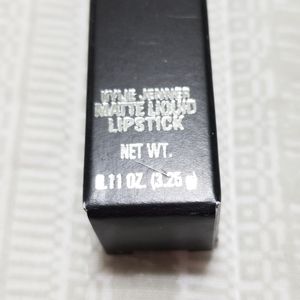 KYLIE JENNER
MATTE LIQUID
LIPSTICK
NET WT.
0.11 OZ. (3.25 g)